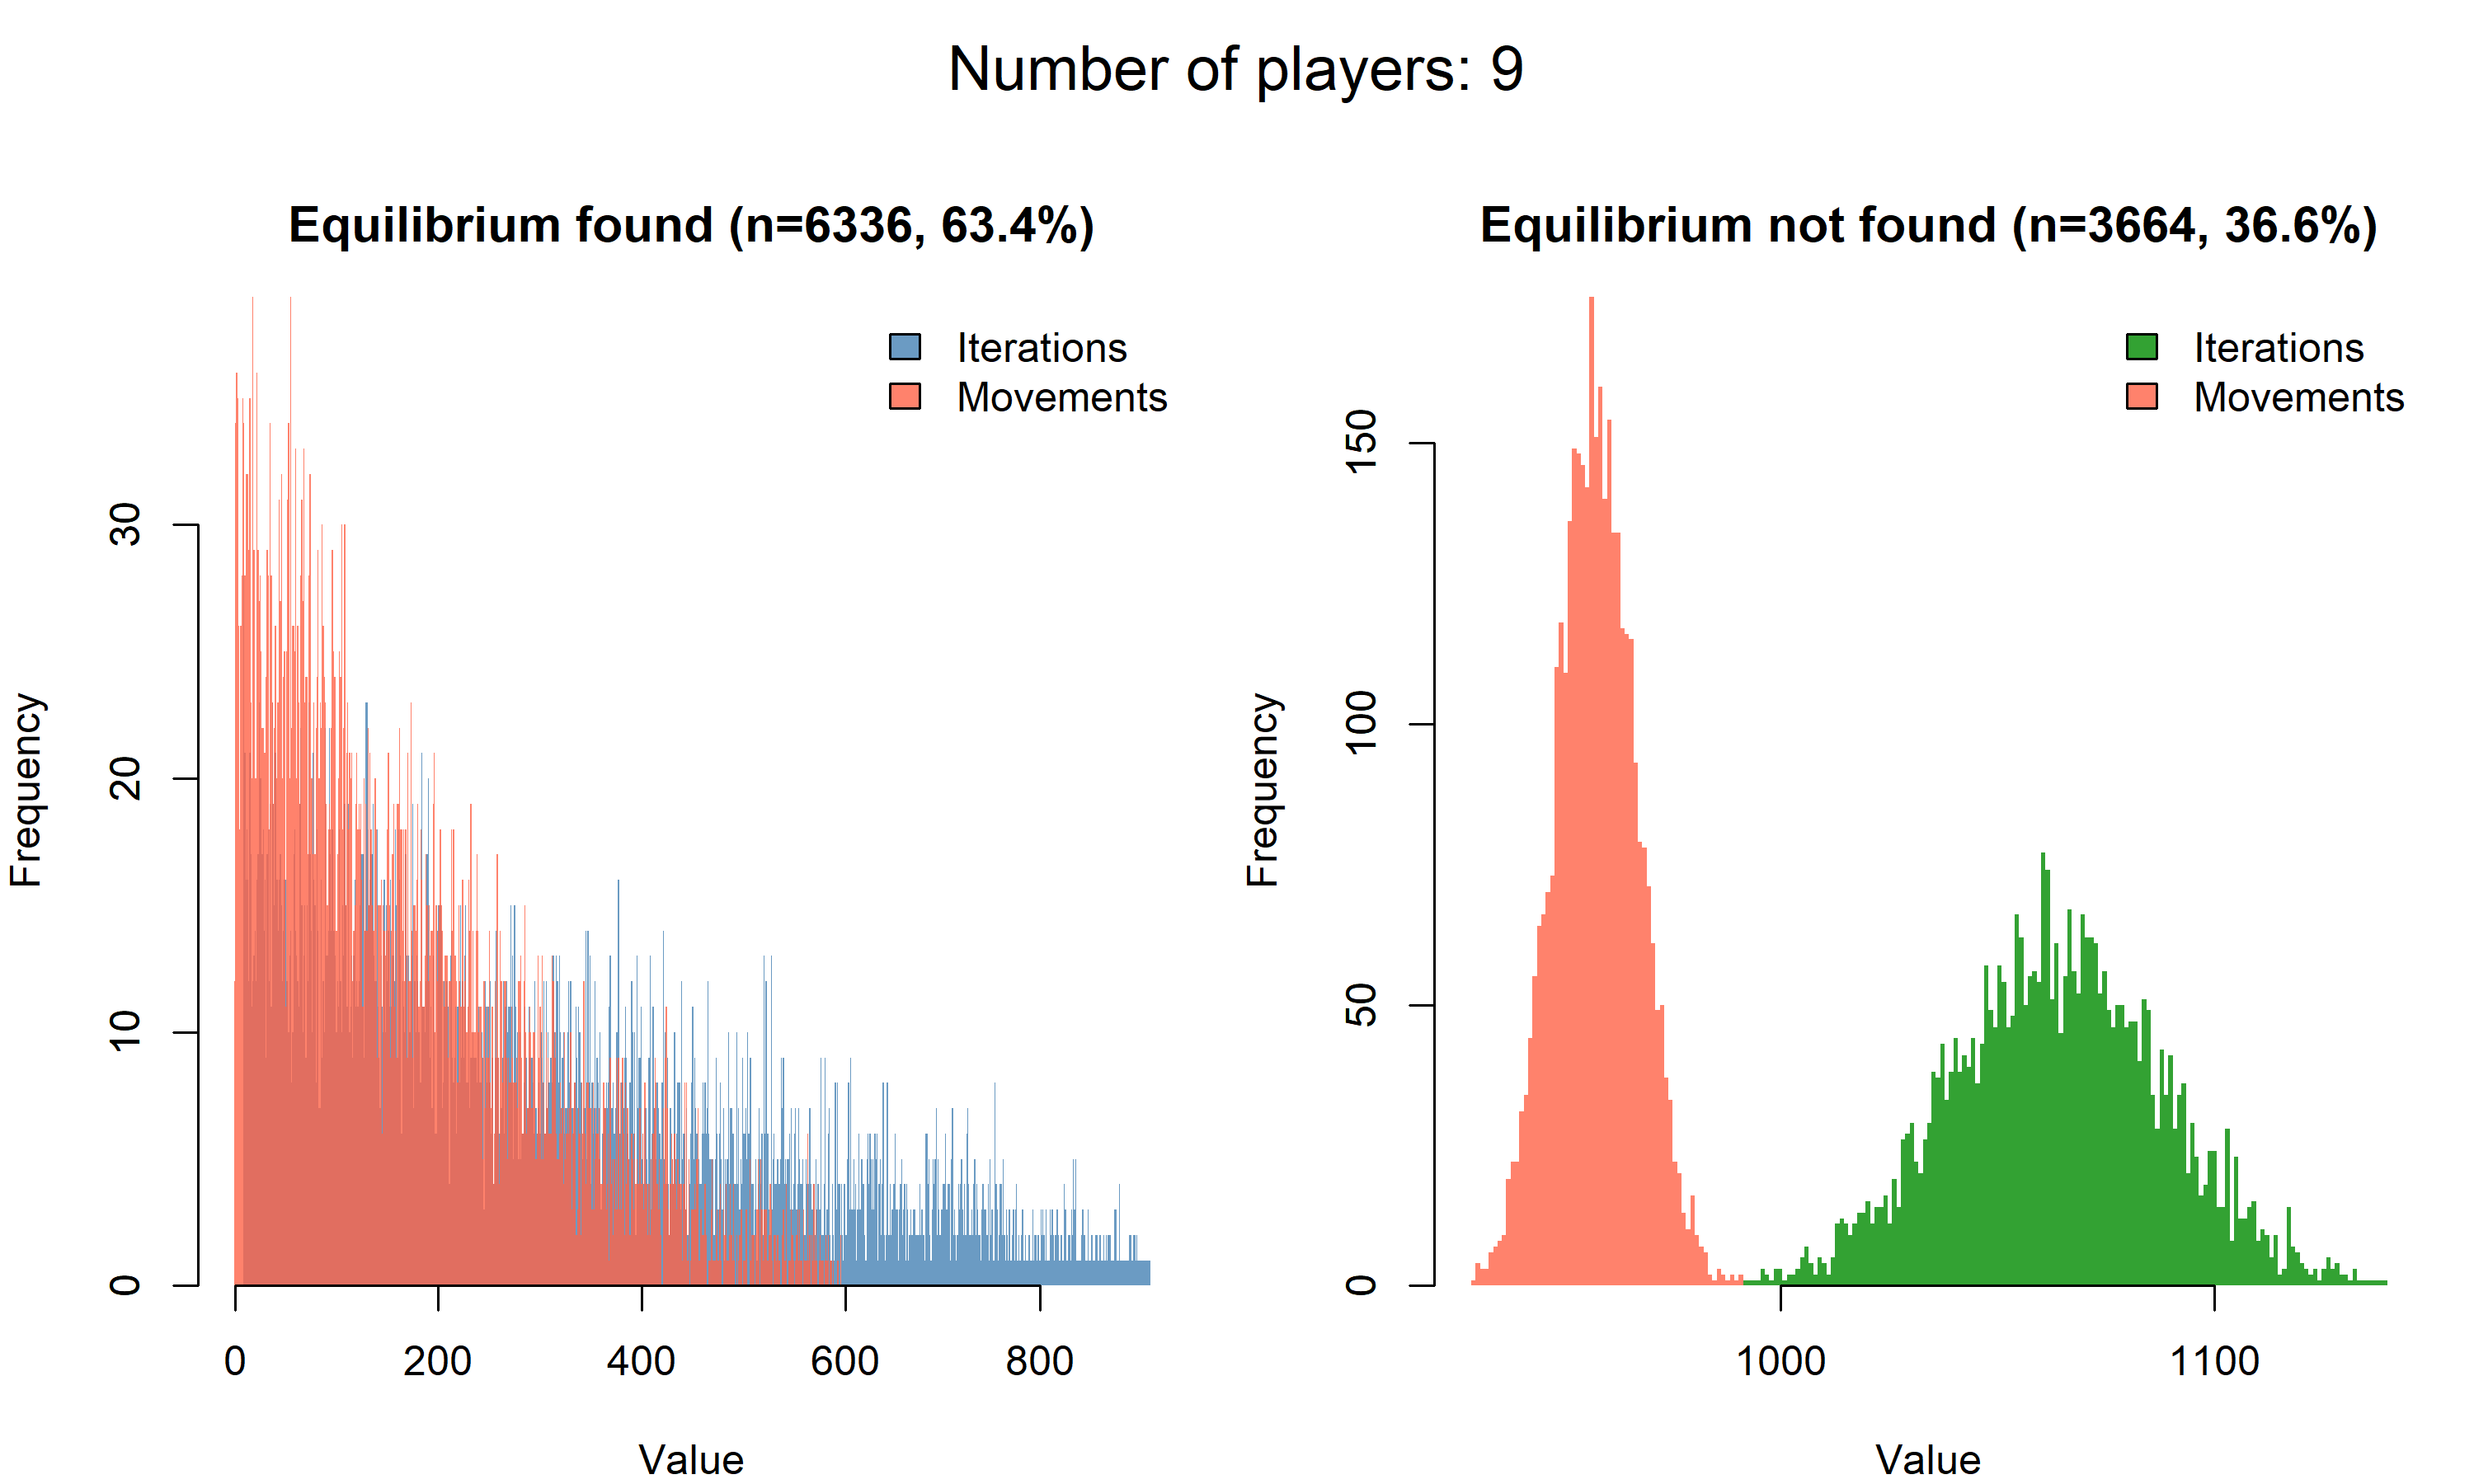 Number of players: 9
Equilibrium found (n=6336, 63.4%)
Iterations
Movements
Frequency
0
10
20
30
0 200 400 600 800
Value
Equilibrium not found (n=3664, 36.6%)
Iterations
Movements
Frequency
0
50
100
150
1000 1100
Value